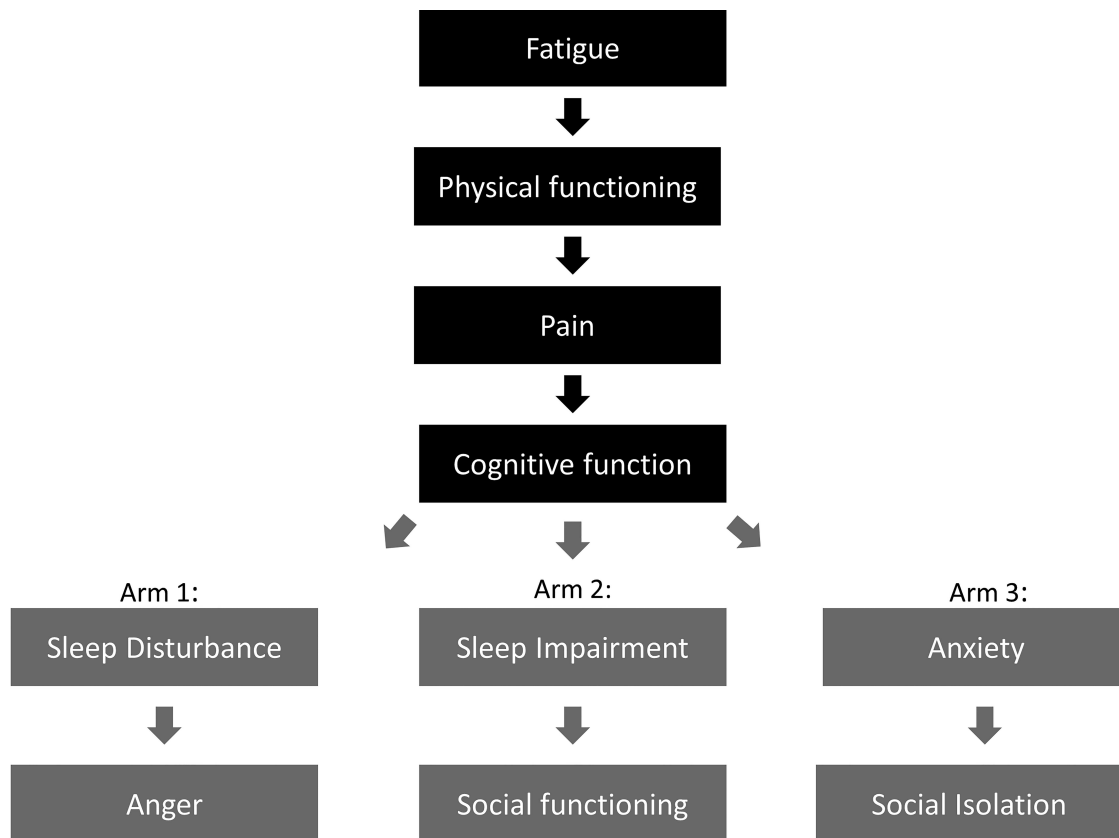 Fatigue
Physical functioning
Pain
Cognitive function
Arm 1:
Sleep Disturbance
Anger
Arm 2:
Sleep Impairment
Social functioning
Arm 3:
Anxiety
Social Isolation